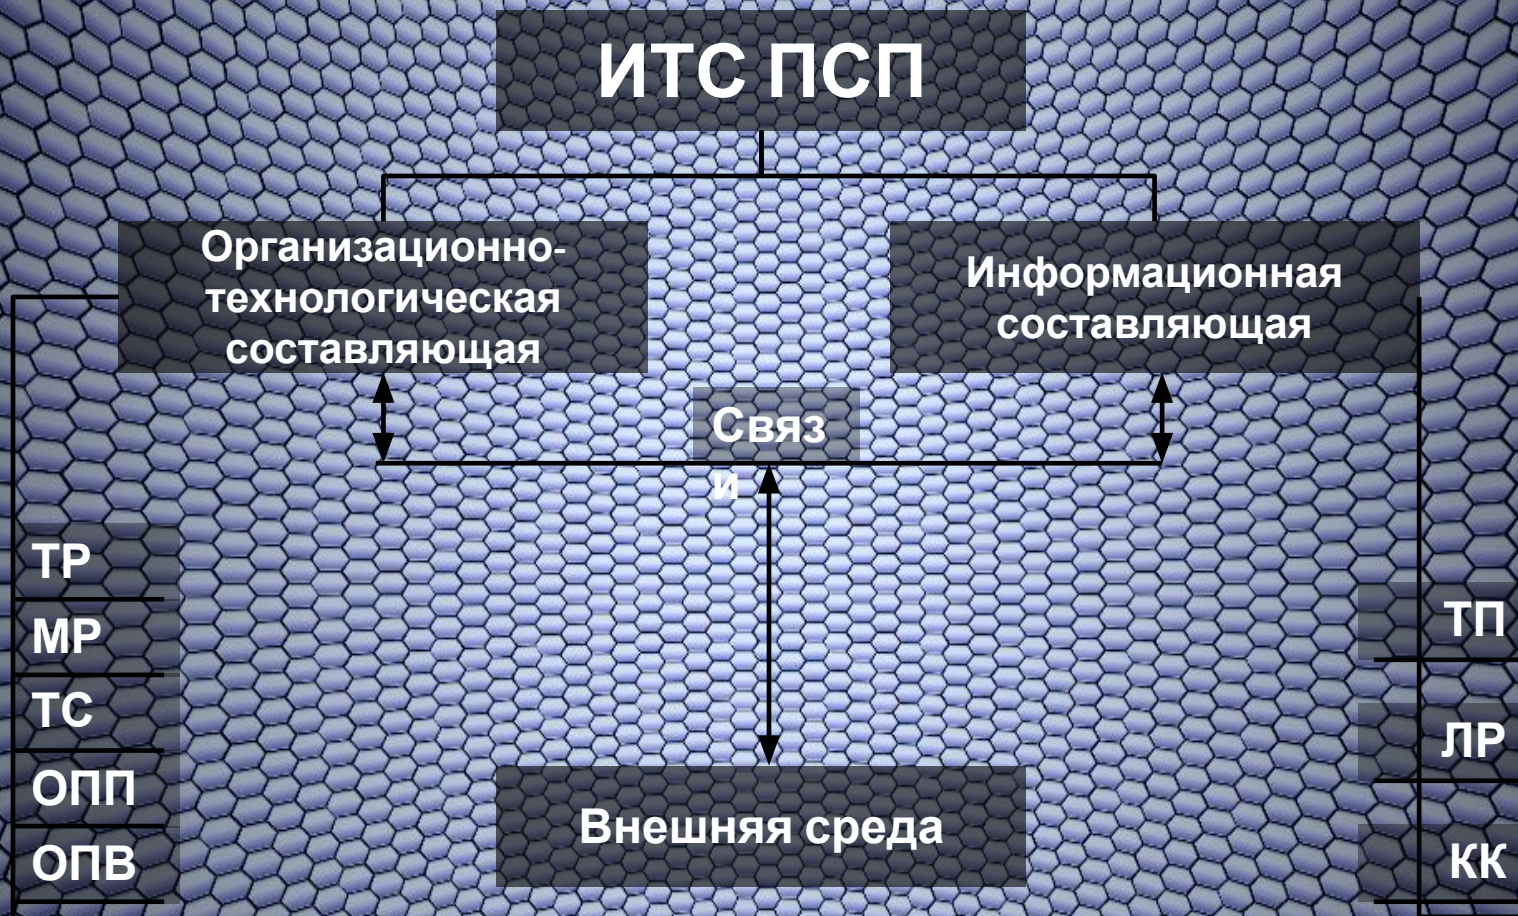 ИТС ПСП
Организационно-
технологическая
составляющая
Информационная
составляющая
Связ
и
ТР
МР
ТС
ОПП
ОПВ
ТП
ЛР
КК
Внешняя среда